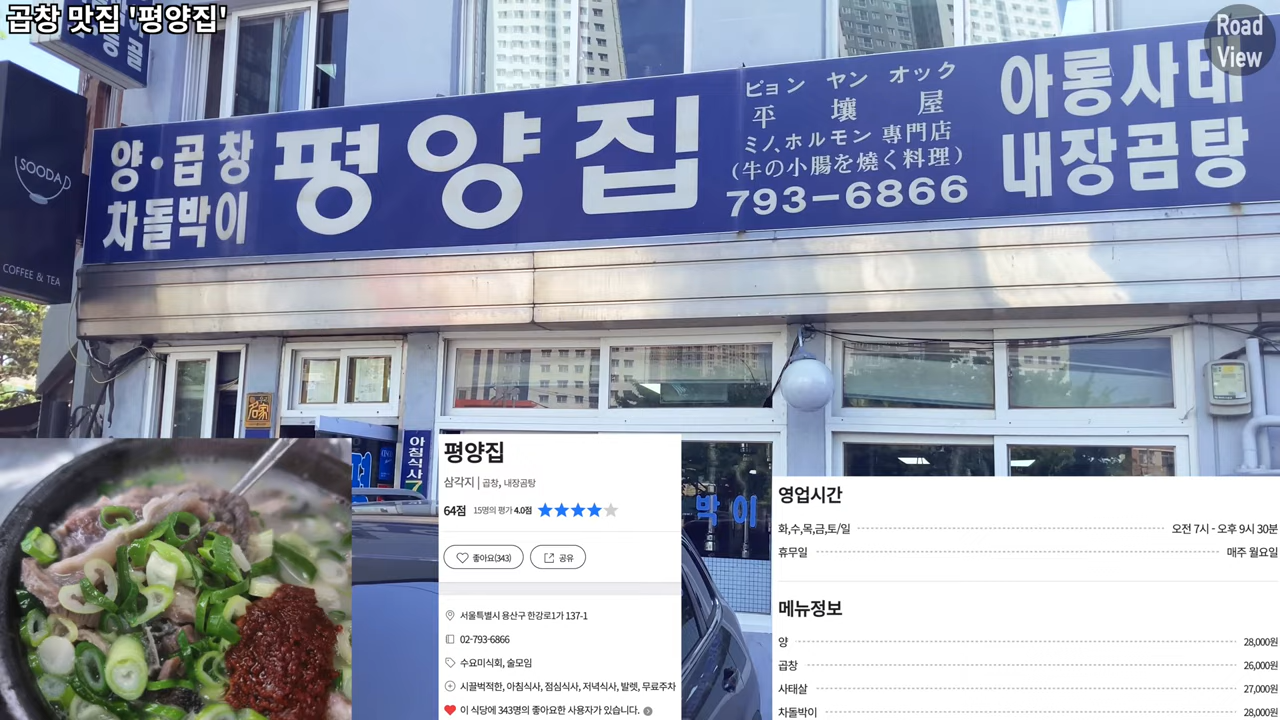 곱창 맛집 '평양집'
Road
View
SOODA
COFFEE & TEA
양·곱창
차돌박이
평양집
ピョン ヤン オック
平壤屋
ミノ、ホルモン 専門店
(牛の小腸を燒く料理)
793-6866
아롱사태
내장곰탕
아침식사
7
박이
평양집
삼각지 | 곱창, 내장곰탕
64점 15명의 평가 4.0점
좋아요(343)
공유
서울특별시 용산구 한강로1가 137-1
02-793-6866
수요미식회, 술모임
시끌벅적한, 아침식사, 점심식사, 저녁식사, 발렛, 무료주차
이 식당에 343명의 좋아요한 사용자가 있습니다.
영업시간
화,수,목,금,토/일 오전 7시 - 오후 9시 30분
휴무일 매주 월요일
메뉴정보
양 28,000원
곱창 26,000원
사태살 27,000원
차돌박이 28,000원